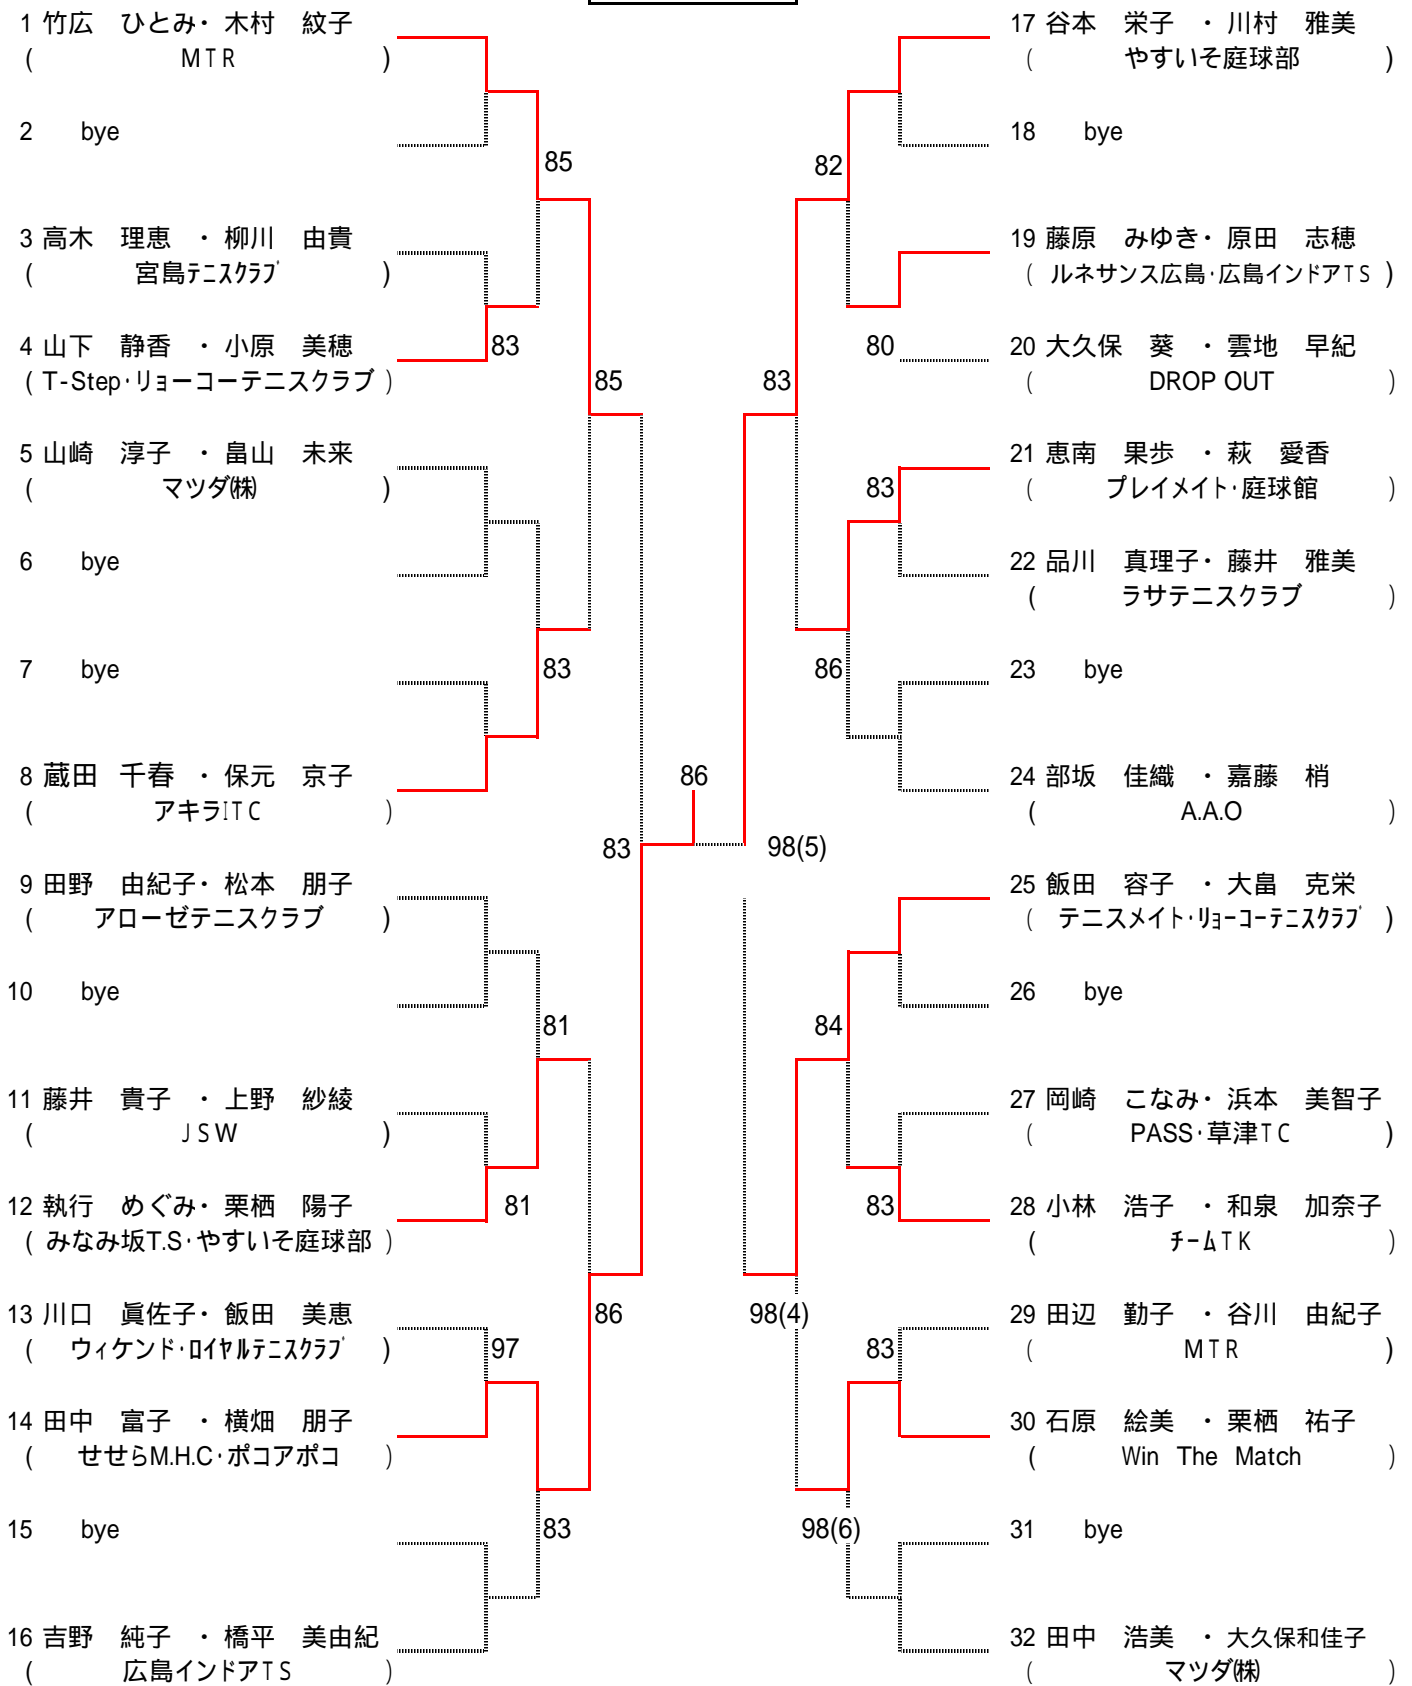 1 竹広　ひとみ・ 木村　紋子
(　MTR　)
2　bye
85
3 高木　理恵　・ 柳川　由貴
(　宮島ﾃﾆｽｸﾗﾌﾞ　)
4 山下　静香　・ 小原　美穂
( T-Step･リョーコーテニスクラブ )
83
85
5 山崎　淳子　・ 畠山　未来
(　マツダ㈱　)
6　bye
7　bye
83
8 蔵田　千春　・ 保元　京子
(　アキラITC　)
86
83
9 田野　由紀子・ 松本　朋子
(　アローゼテニスクラブ　)
10　bye
81
11 藤井　貴子　・ 上野　紗綾
(　JSW　)
12 執行　めぐみ・ 栗栖　陽子
( みなみ坂T.S･やすいそ庭球部 )
81
13 川口　眞佐子・ 飯田　美恵
(　ウィケンド･ﾛｲﾔﾙﾃﾆｽｸﾗﾌﾞ　)
86
97
14 田中　富子　・ 横畑　朋子
(　せせらM.H.C･ポコアポコ　)
15　bye
83
16 吉野　純子　・ 橋平　美由紀
(　広島インドアTS　)
17 谷本　栄子　・ 川村　雅美
(　やすいそ庭球部　)
18　bye
82
19 藤原　みゆき・ 原田　志穂
( ルネサンス広島･広島インドアTS )
80
20 大久保　葵　・ 雲地　早紀
(　DROP OUT　)
83
21 恵南　果歩　・ 萩　愛香
(　プレイメイト･庭球館　)
83
22 品川　真理子・ 藤井　雅美
(　ラサテニスクラブ　)
86
23　bye
24 部坂　佳織　・ 嘉藤　梢
(　A.A.O　)
98(5)
25 飯田　容子　・ 大畠　克栄
(　テニスメイト･ﾘｮｰｺｰﾃﾆｽｸﾗﾌﾞ　)
26　bye
84
27 岡崎　こなみ・ 浜本　美智子
(　PASS･草津TC　)
83
28 小林　浩子　・ 和泉　加奈子
(　ﾁｰﾑTK　)
98(4)
29 田辺　勤子　・ 谷川　由紀子
(　MTR　)
83
30 石原　絵美　・ 栗栖　祐子
(　Win The Match　)
98(6)
31　bye
32 田中　浩美　・ 大久保和佳子
(　マツダ㈱　)